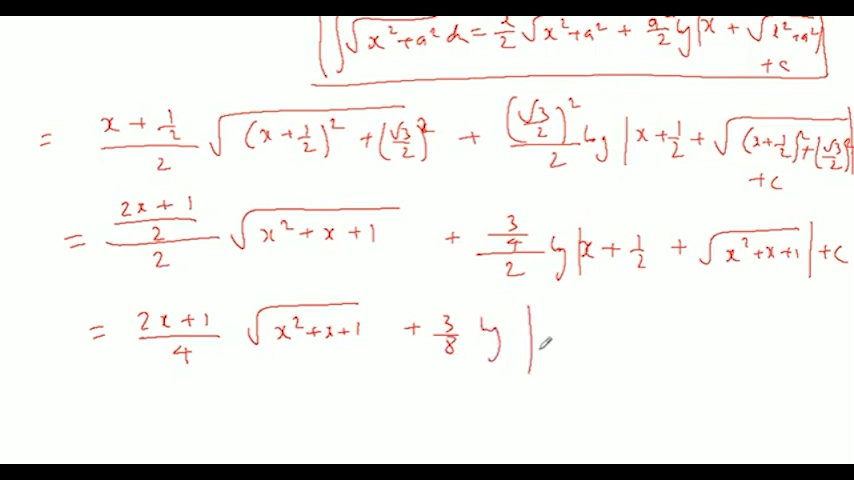 ∫√(x²+a²) dx = x/2 √(x²+a²) + a²/2 log|x + √(x²+a²)|
+c
= (x + 1/2)/2 √((x+1/2)² + (√3/2)²) + (√3/2)²/2 log |x+1/2 + √((x+1/2)²+(√3/2)²)|
+c
= ((2x+1)/2)/2 √(x²+x+1) + (3/4)/2 log |x + 1/2 + √(x²+x+1)| + c
= (2x+1)/4 √(x²+x+1) + 3/8 log |